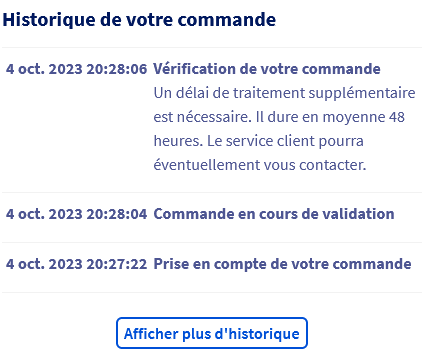 Historique de votre commande
4 oct. 2023 20:28:06 Vérification de votre commande
Un délai de traitement supplémentaire
est nécessaire. Il dure en moyenne 48
heures. Le service client pourra
éventuellement vous contacter.
4 oct. 2023 20:28:04 Commande en cours de validation
4 oct. 2023 20:27:22 Prise en compte de votre commande
Afficher plus d'historique